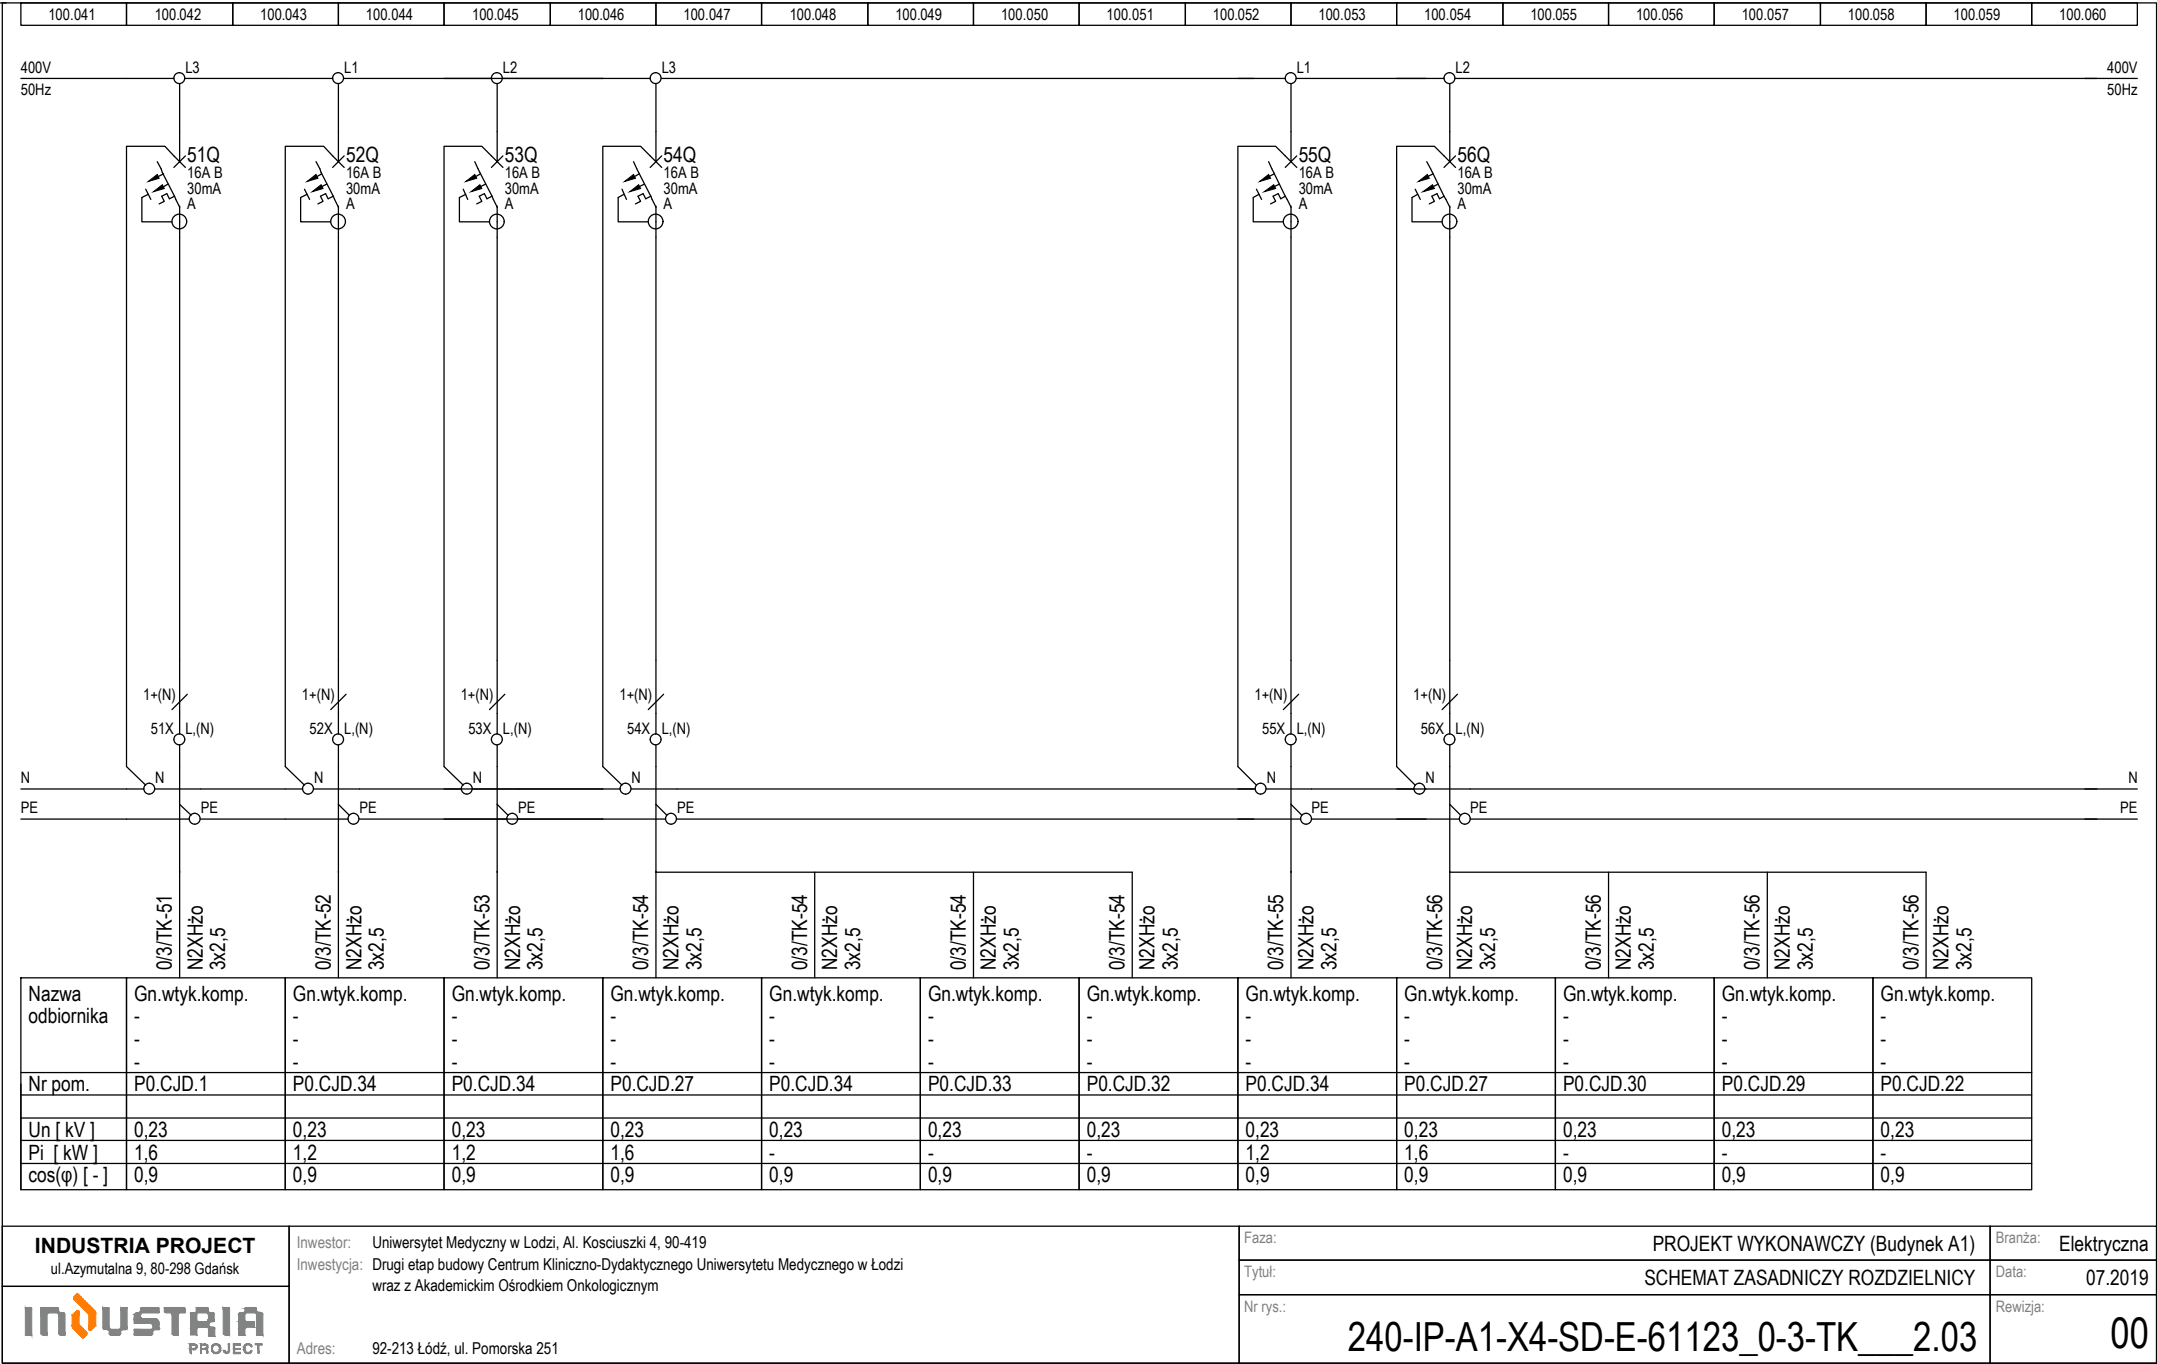 100.041 100.042 100.043 100.044 100.045 100.046 100.047 100.048 100.049 100.050 100.051 100.052 100.053 100.054 100.055 100.056 100.057 100.058 100.059 100.060
400V L3 L1 L2 L3 L1 L2 400V
50Hz 50Hz
51Q 52Q 53Q 54Q 55Q 56Q
16A B 16A B 16A B 16A B 16A B 16A B
30mA 30mA 30mA 30mA 30mA 30mA
A A A A A A
1+(N) 1+(N) 1+(N) 1+(N) 1+(N) 1+(N)
51X L,(N) 52X L,(N) 53X L,(N) 54X L,(N) 55X L,(N) 56X L,(N)
N N N N N N N N
PE PE PE PE PE PE PE PE
0/3/TK-51 N2XHżo 3x2,5
0/3/TK-52 N2XHżo 3x2,5
0/3/TK-53 N2XHżo 3x2,5
0/3/TK-54 N2XHżo 3x2,5
0/3/TK-54 N2XHżo 3x2,5
0/3/TK-54 N2XHżo 3x2,5
0/3/TK-54 N2XHżo 3x2,5
0/3/TK-55 N2XHżo 3x2,5
0/3/TK-56 N2XHżo 3x2,5
0/3/TK-56 N2XHżo 3x2,5
0/3/TK-56 N2XHżo 3x2,5
0/3/TK-56 N2XHżo 3x2,5
Nazwa Gn.wtyk.komp. Gn.wtyk.komp. Gn.wtyk.komp. Gn.wtyk.komp. Gn.wtyk.komp. Gn.wtyk.komp. Gn.wtyk.komp. Gn.wtyk.komp. Gn.wtyk.komp. Gn.wtyk.komp. Gn.wtyk.komp. Gn.wtyk.komp.
odbiornika - - - - - - - - - - - -
- - - - - - - - - - - -
- - - - - - - - - - - -
Nr pom. P0.CJD.1 P0.CJD.34 P0.CJD.34 P0.CJD.27 P0.CJD.34 P0.CJD.33 P0.CJD.32 P0.CJD.34 P0.CJD.27 P0.CJD.30 P0.CJD.29 P0.CJD.22
Un [ kV ] 0,23 0,23 0,23 0,23 0,23 0,23 0,23 0,23 0,23 0,23 0,23 0,23
Pi [ kW ] 1,6 1,2 1,2 1,6 - - - 1,2 1,6 - - -
cos(φ) [ - ] 0,9 0,9 0,9 0,9 0,9 0,9 0,9 0,9 0,9 0,9 0,9 0,9
INDUSTRIA PROJECT
ul.Azymutalna 9, 80-298 Gdańsk
INDUSTRIA
PROJECT
Inwestor: Uniwersytet Medyczny w Lodzi, Al. Kosciuszki 4, 90-419
Inwestycja: Drugi etap budowy Centrum Kliniczno-Dydaktycznego Uniwersytetu Medycznego w Łodzi
wraz z Akademickim Ośrodkiem Onkologicznym
Adres: 92-213 Łódź, ul. Pomorska 251
Faza: PROJEKT WYKONAWCZY (Budynek A1)
Branża: Elektryczna
Tytuł: SCHEMAT ZASADNICZY ROZDZIELNICY
Data: 07.2019
Nr rys.: 240-IP-A1-X4-SD-E-61123_0-3-TK___2.03
Rewizja: 00